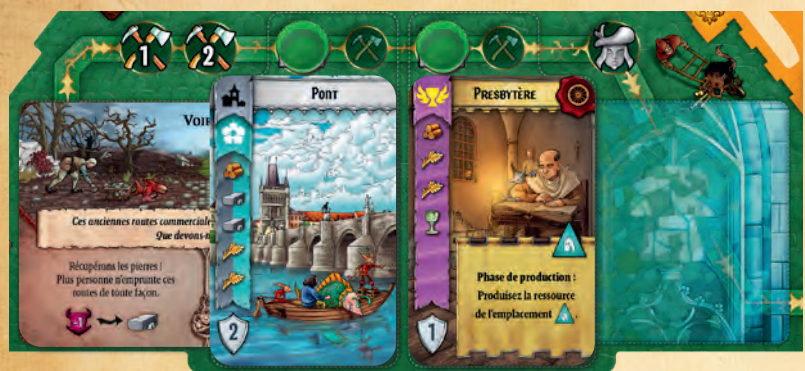 1
2
VOI
Ces anciennes routes commerciale
Que devons-n
Récupérons les pierres !
Plus personne n'emprunte ces
routes de toute façon.
-1
PONT
2
PRESBYTÈRE
Phase de production :
Produisez la ressource
de l'emplacement .
1